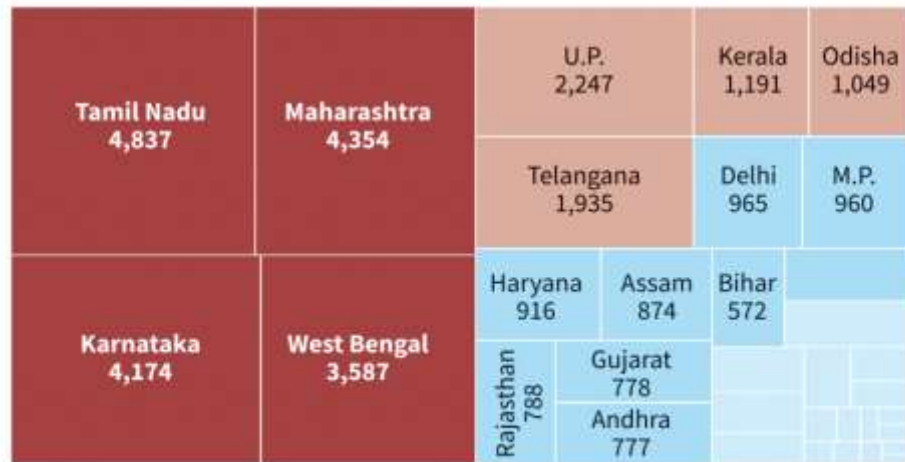 Tamil Nadu
4,837
Maharashtra
4,354
U.P.
2,247
Kerala
1,191
Odisha
1,049
Telangana
1,935
Delhi
965
M.P.
960
Karnataka
4,174
West Bengal
3,587
Haryana
916
Assam
874
Bihar
572
Rajasthan
788
Gujarat
778
Andhra
777